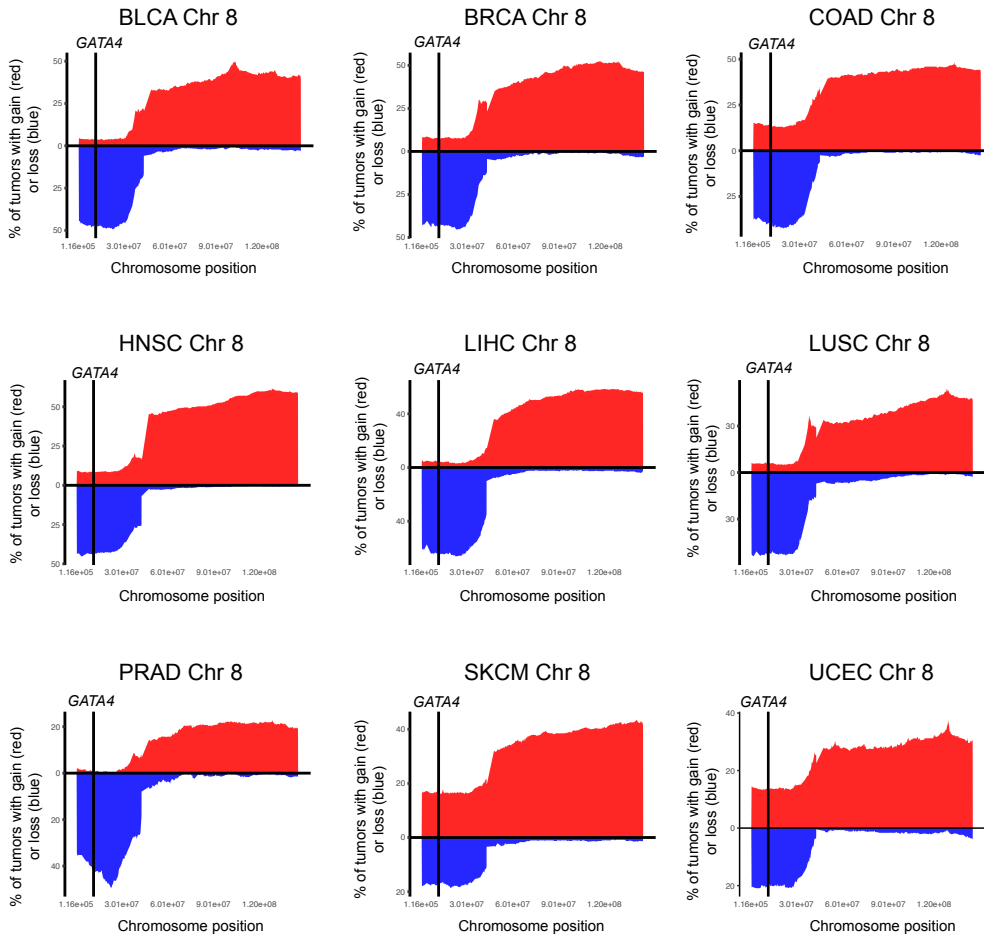 BLCA Chr 8
GATA4
% of tumors with gain (red)
or loss (blue)
50
25
0
25
50
1.16e+05 3.01e+07 6.01e+07 9.01e+07 1.20e+08
Chromosome position
BRCA Chr 8
GATA4
% of tumors with gain (red)
or loss (blue)
50
25
0
25
50
1.16e+05 3.01e+07 6.01e+07 9.01e+07 1.20e+08
Chromosome position
COAD Chr 8
GATA4
% of tumors with gain (red)
or loss (blue)
50
25
0
25
1.16e+05 3.01e+07 6.01e+07 9.01e+07 1.20e+08
Chromosome position
HNSC Chr 8
GATA4
% of tumors with gain (red)
or loss (blue)
50
25
0
25
50
1.16e+05 3.01e+07 6.01e+07 9.01e+07 1.20e+08
Chromosome position
LIHC Chr 8
GATA4
% of tumors with gain (red)
or loss (blue)
40
0
40
1.16e+05 3.01e+07 6.01e+07 9.01e+07 1.20e+08
Chromosome position
LUSC Chr 8
GATA4
% of tumors with gain (red)
or loss (blue)
30
0
30
1.16e+05 3.01e+07 6.01e+07 9.01e+07 1.20e+08
Chromosome position
PRAD Chr 8
GATA4
% of tumors with gain (red)
or loss (blue)
20
0
20
40
1.16e+05 3.01e+07 6.01e+07 9.01e+07 1.20e+08
Chromosome position
SKCM Chr 8
GATA4
% of tumors with gain (red)
or loss (blue)
40
20
0
20
1.16e+05 3.01e+07 6.01e+07 9.01e+07 1.20e+08
Chromosome position
UCEC Chr 8
GATA4
% of tumors with gain (red)
or loss (blue)
40
20
0
20
1.16e+05 3.01e+07 6.01e+07 9.01e+07 1.20e+08
Chromosome position